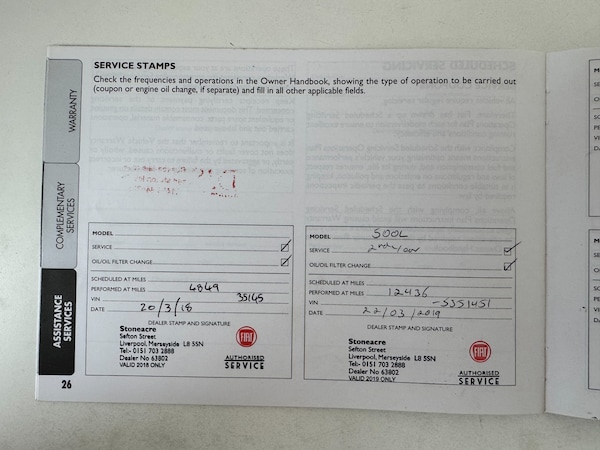 SERVICE STAMPS
Check the frequencies and operations in the Owner Handbook, showing the type of operation to be carried out
(coupon or engine oil change, if separate) and fill in all other applicable fields.
WARRANTY
COMPLEMENTARY
SERVICES
ASSISTANCE
SERVICES
MODEL
SERVICE
OIL/OIL FILTER CHANGE
SCHEDULED AT MILES
PERFORMED AT MILES 4849
VIN 35145
DATE 20/3/18
DEALER STAMP AND SIGNATURE
Stoneacre
Sefton Street
Liverpool, Merseyside L8 5SN
Tel:- 0151 703 2888
Dealer No 63802
VALID 2018 ONLY
FIAT
AUTHORISED
SERVICE
MODEL 500L
SERVICE 2nd
OIL/OIL FILTER CHANGE
SCHEDULED AT MILES
PERFORMED AT MILES 12436
VIN -5351451
DATE 22/03/2019
DEALER STAMP AND SIGNATURE
Stoneacre
Sefton Street
Liverpool, Merseyside L8 5SN
Tel:- 0151 703 2888
Dealer No 63802
VALID 2019 ONLY
FIAT
AUTHORISED
SERVICE
26